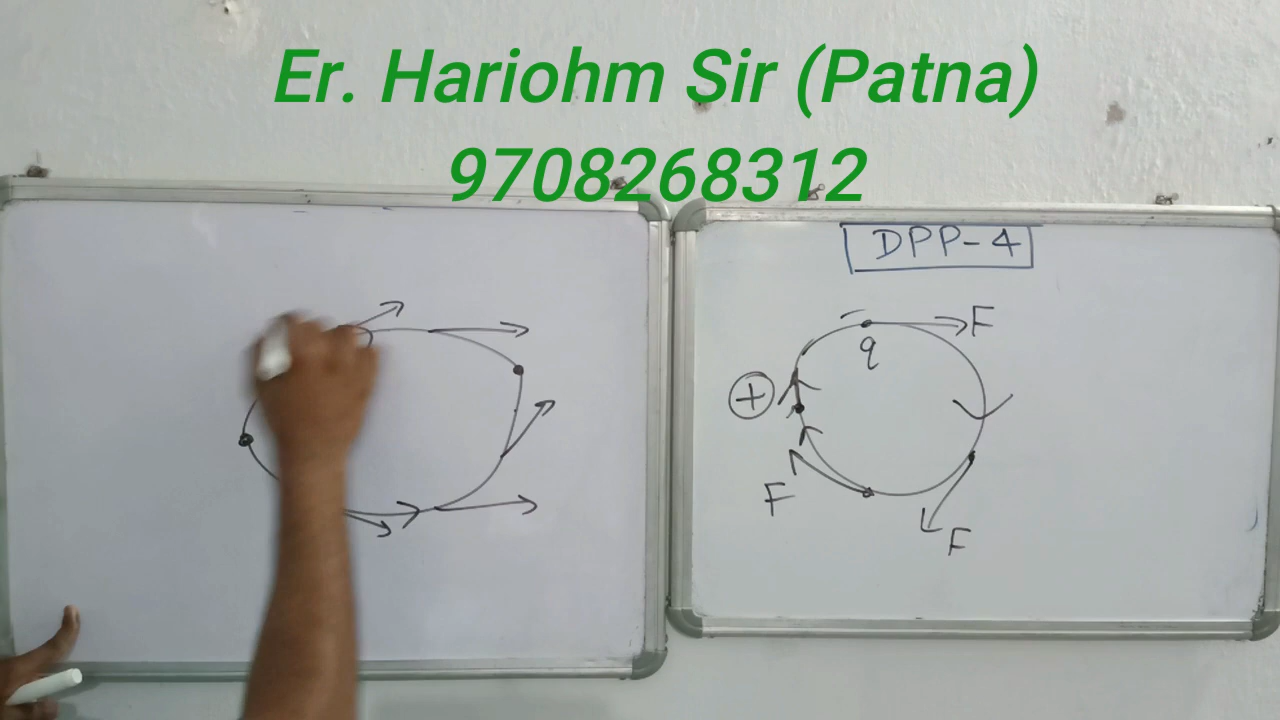 Er. Hariohm Sir (Patna)
9708268312
DPP-4
F
q
+
F
F